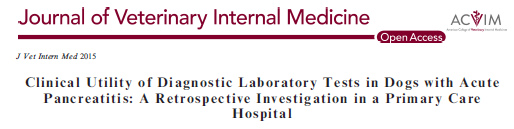 Journal of Veterinary Internal Medicine
Open Access
ACVIM
American College of Veterinary Internal Medicine
J Vet Intern Med 2015
Clinical Utility of Diagnostic Laboratory Tests in Dogs with Acute
Pancreatitis: A Retrospective Investigation in a Primary Care
Hospital